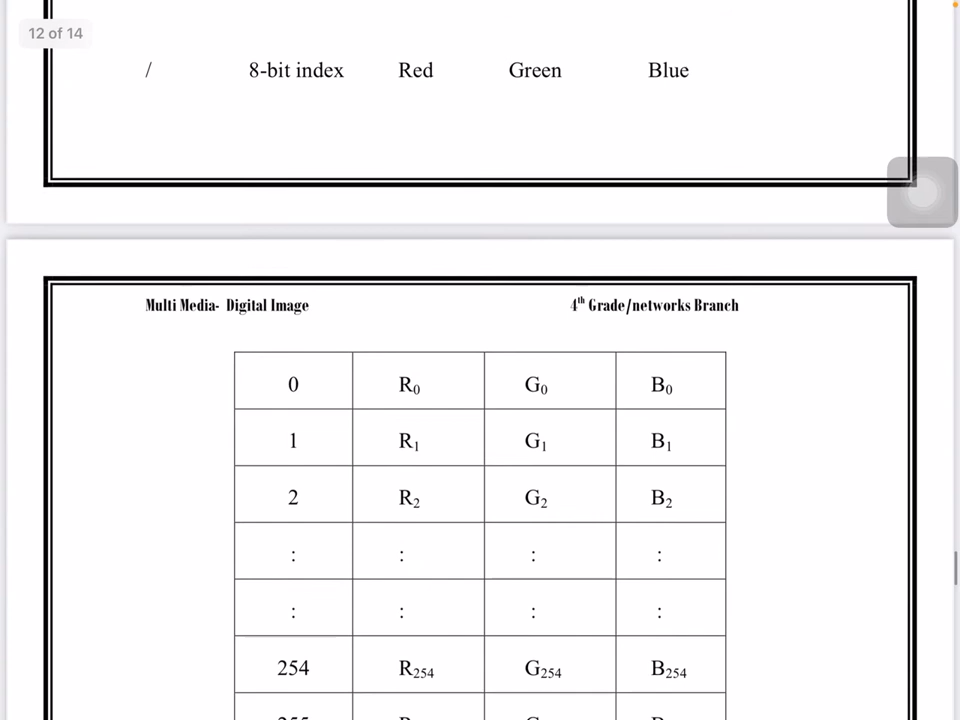 12 of 14
/ 8-bit index Red Green Blue
Multi Media- Digital Image 4th Grade/networks Branch
0 R0 G0 B0
1 R1 G1 B1
2 R2 G2 B2
: : : :
: : : :
254 R254 G254 B254